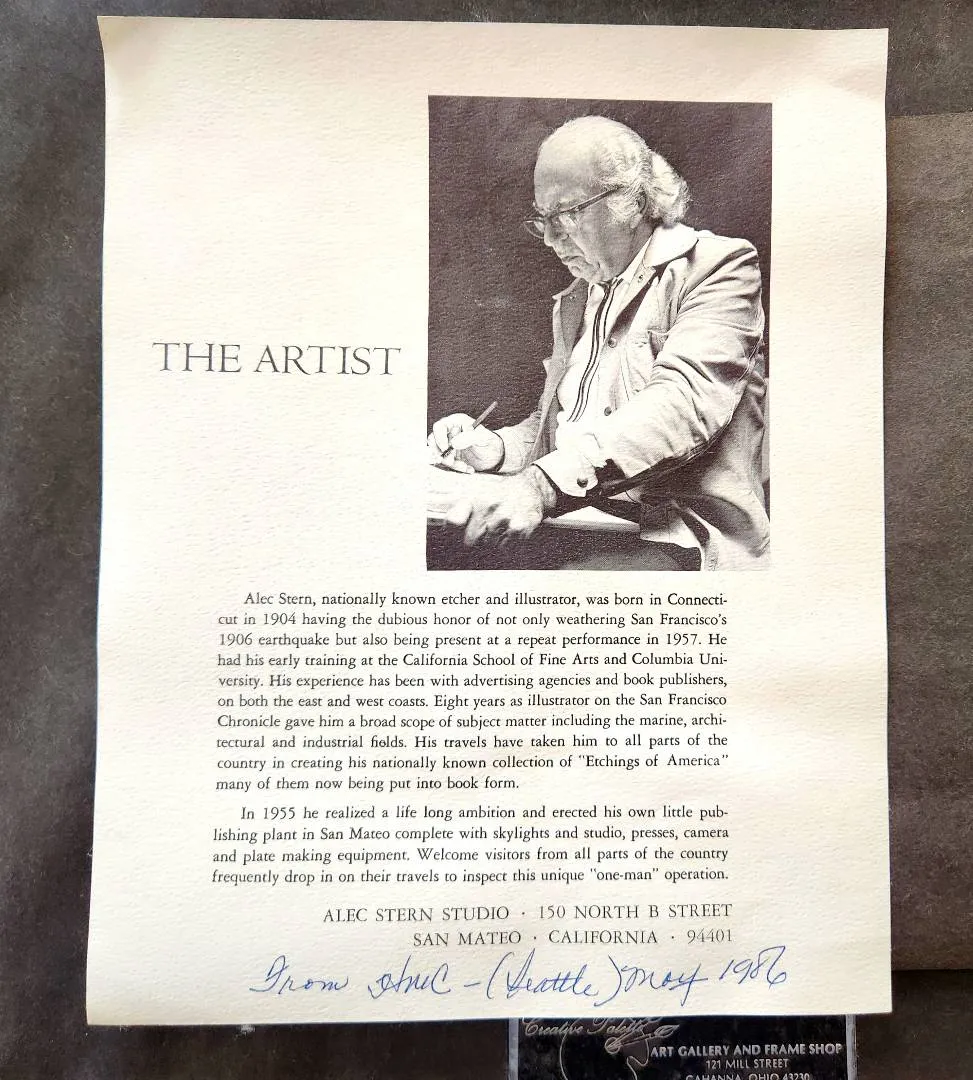 THE ARTIST
Alec Stern, nationally known etcher and illustrator, was born in Connecti-
cut in 1904 having the dubious honor of not only weathering San Francisco's
1906 earthquake but also being present at a repeat performance in 1957. He
had his early training at the California School of Fine Arts and Columbia Uni-
versity. His experience has been with advertising agencies and book publishers,
on both the east and west coasts. Eight years as illustrator on the San Francisco
Chronicle gave him a broad scope of subject matter including the marine, archi-
tectural and industrial fields. His travels have taken him to all parts of the
country in creating his nationally known collection of "Etchings of America"
many of them now being put into book form.
In 1955 he realized a life long ambition and erected his own little pub-
lishing plant in San Mateo complete with skylights and studio, presses, camera
and plate making equipment. Welcome visitors from all parts of the country
frequently drop in on their travels to inspect this unique "one-man" operation.
ALEC STERN STUDIO · 150 NORTH B STREET
SAN MATEO · CALIFORNIA · 94401
From - (Seattle) May 1986
Creative Palette
ART GALLERY AND FRAME SHOP
121 MILL STREET
GAHANNA, OHIO 43230